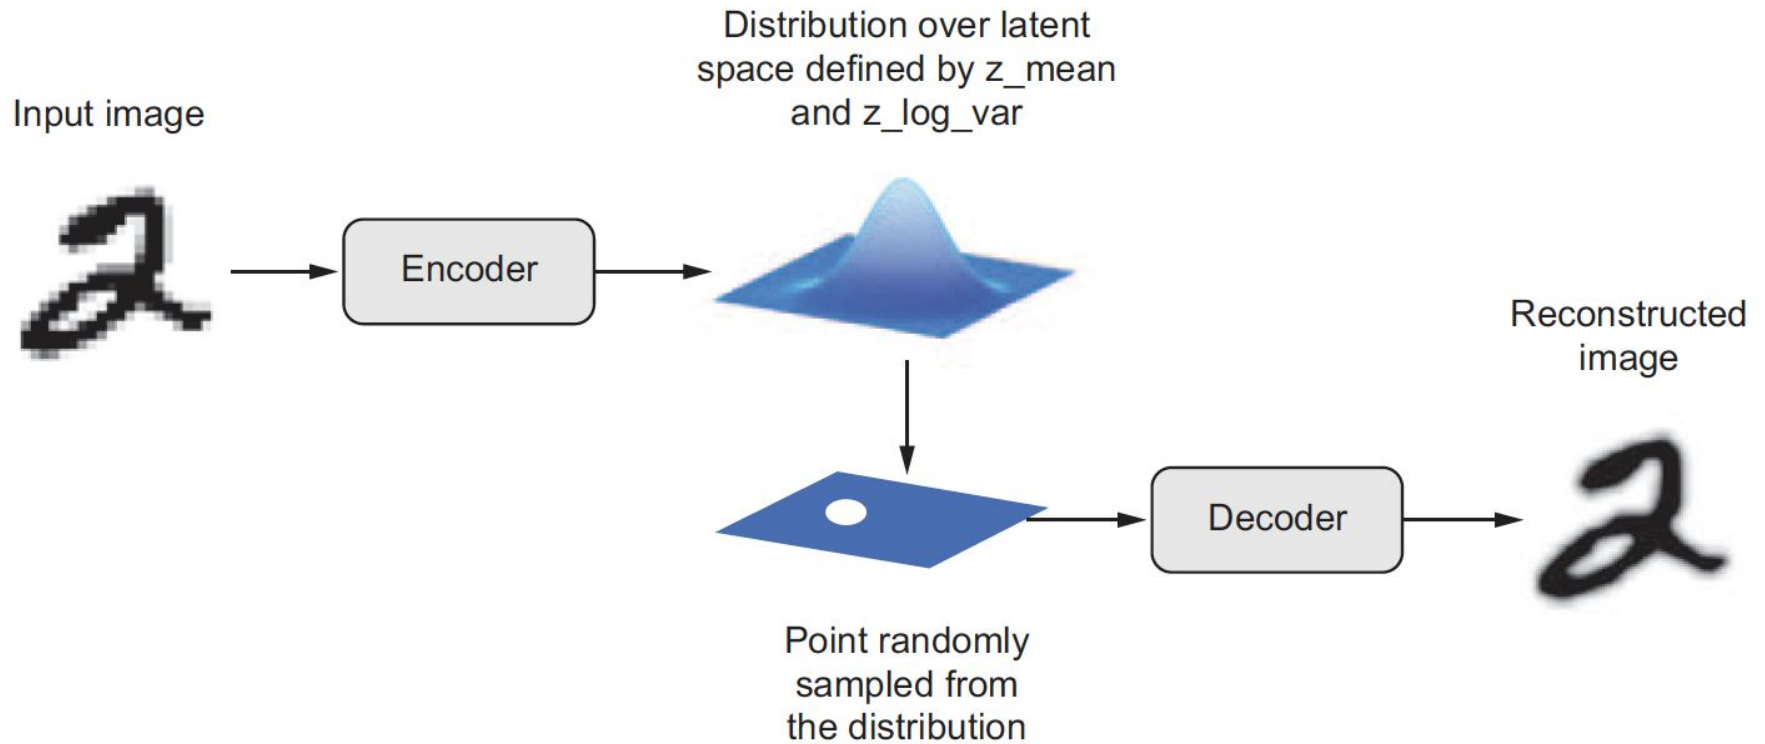 Distribution over latent
space defined by z_mean
and z_log_var
Input image
Encoder
Reconstructed
image
Decoder
Point randomly
sampled from
the distribution